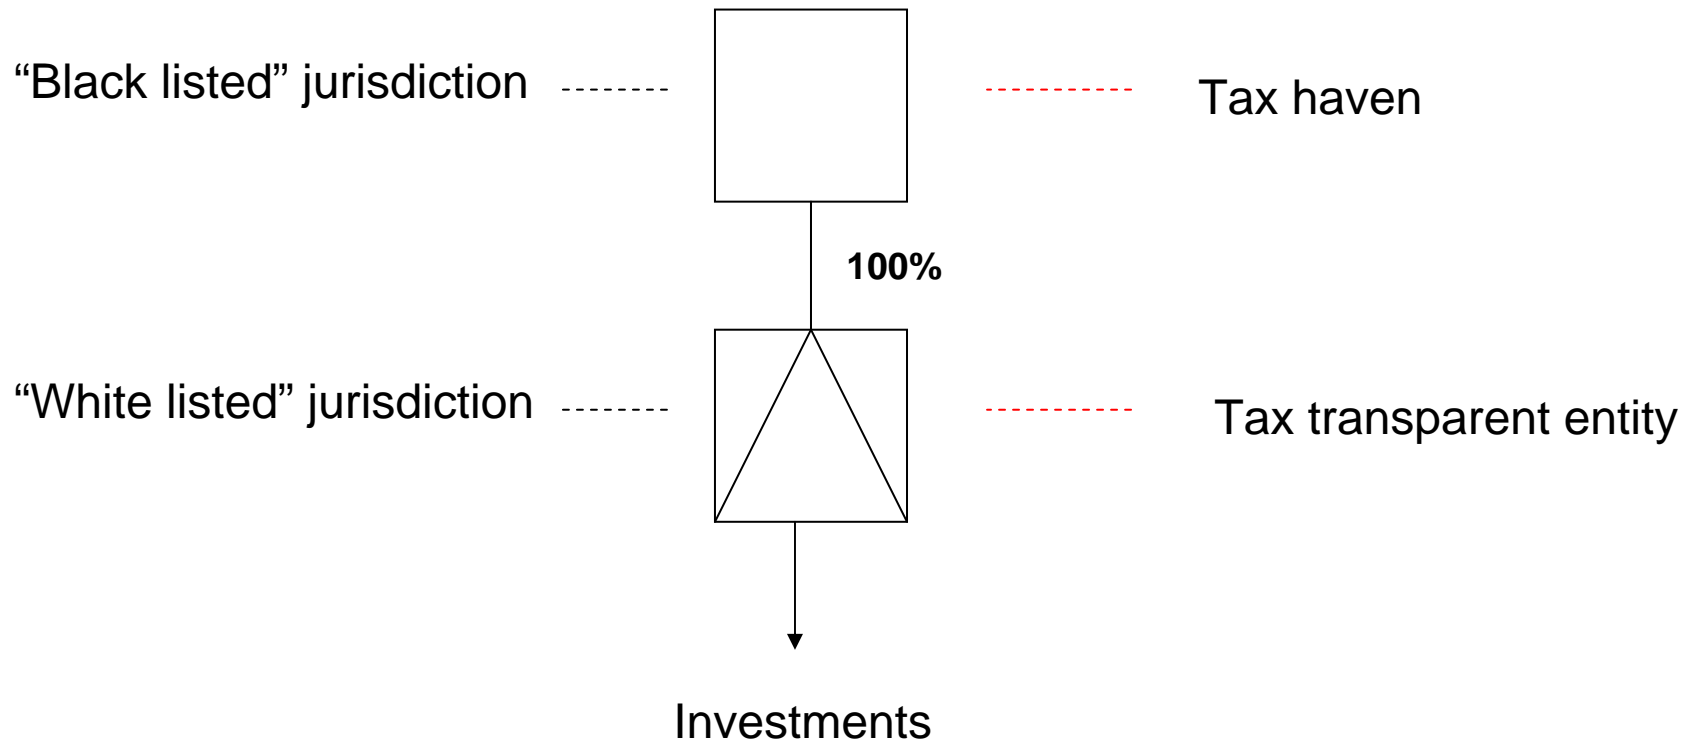 “Black listed” jurisdiction
Tax haven
100%
“White listed” jurisdiction
Tax transparent entity
Investments